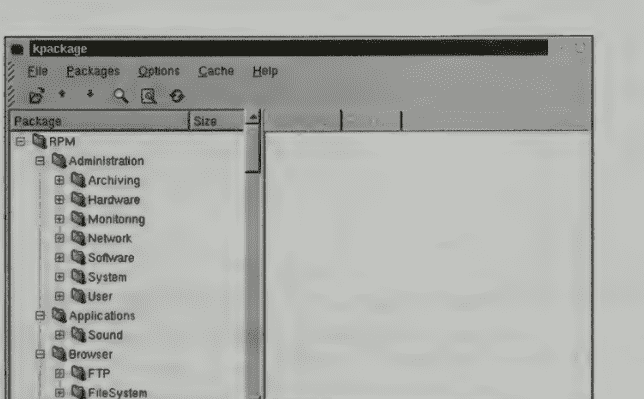 kpackage
File Packages Options Cache Help
Package Size
RPM
Administration
Archiving
Hardware
Monitoring
Network
Software
System
User
Applications
Sound
Browser
FTP
FileSystem